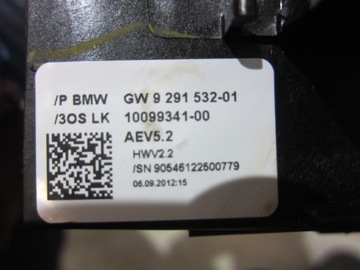 /P BMW GW 9 291 532-01
/3OS LK 10099341-00
AEV5.2
HWV2.2
/SN 90546122500779
06.09.2012:15